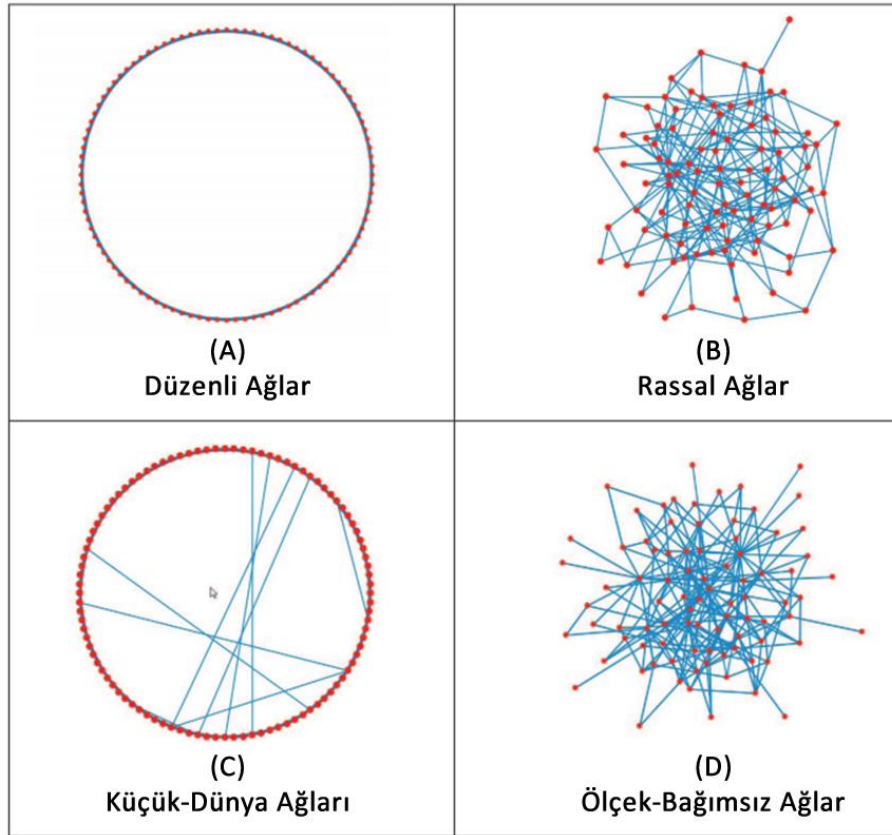 (A)
Düzenli Ağlar
(B)
Rassal Ağlar
(C)
Küçük-Dünya Ağları
(D)
Ölçek-Bağımsız Ağlar